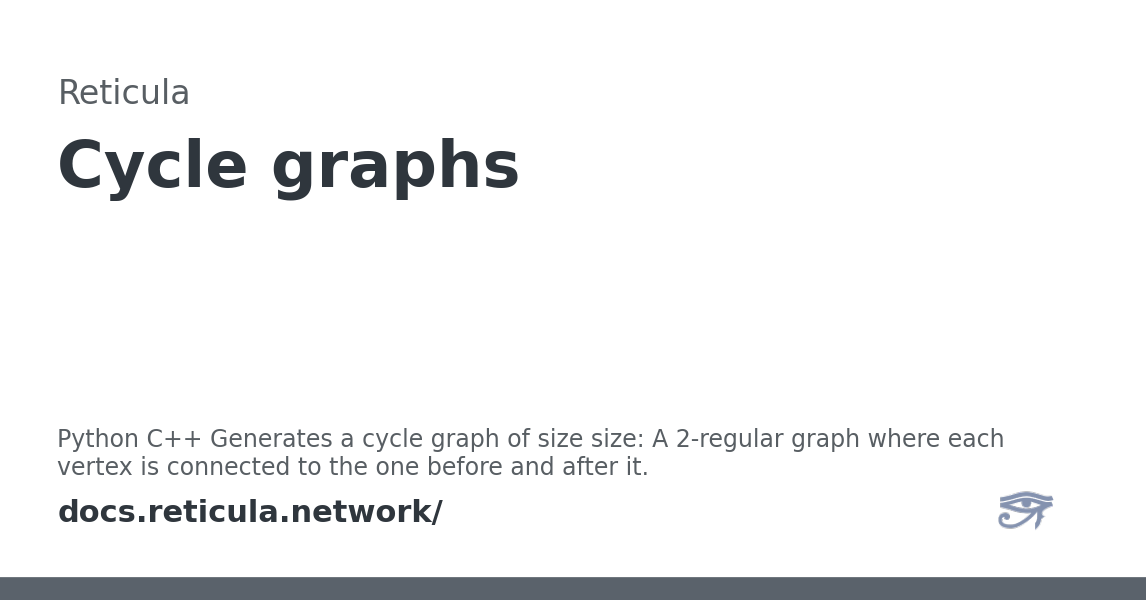 Reticula
Cycle graphs
Python C++ Generates a cycle graph of size size: A 2-regular graph where each
vertex is connected to the one before and after it.
docs.reticula.network/